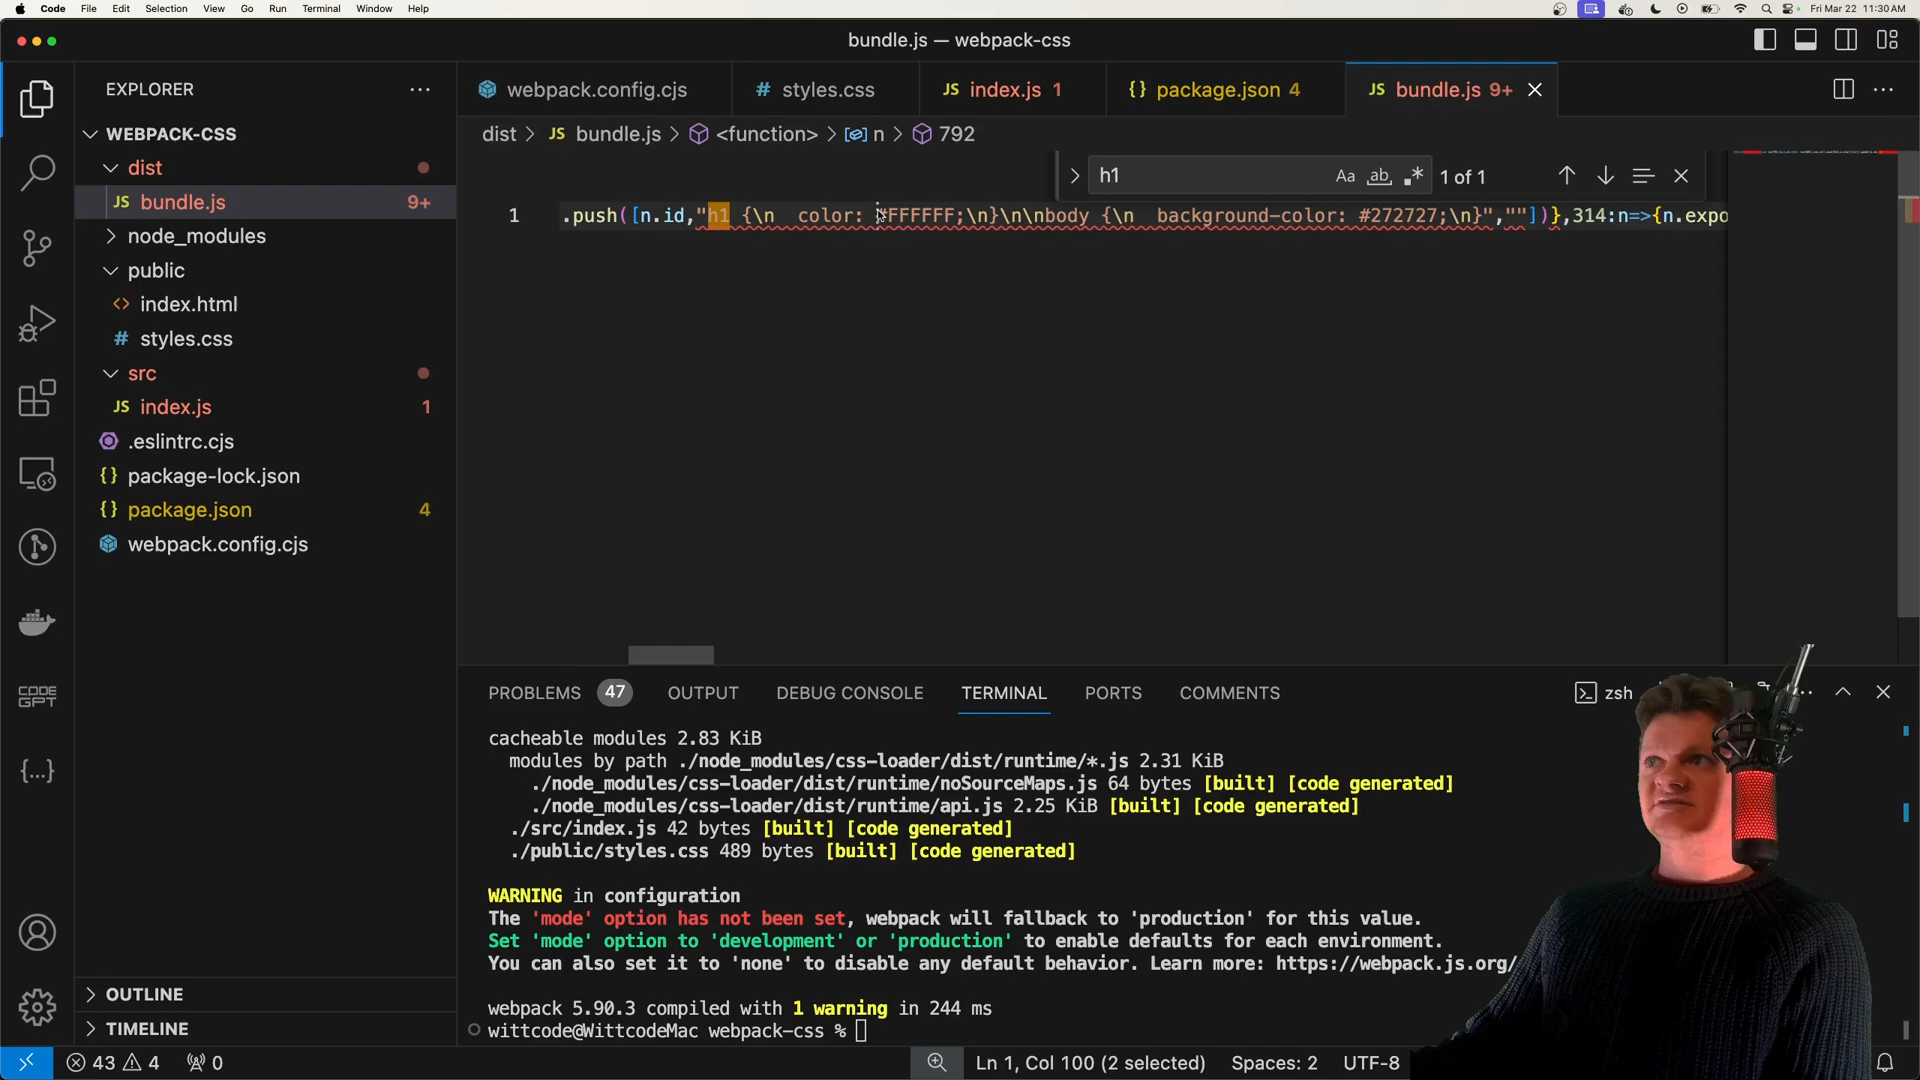 Code File Edit Selection View Go Run Terminal Window Help Fri Mar 22 11:30 AM
bundle.js — webpack-css
EXPLORER
webpack.config.cjs # styles.css JS index.js 1 {} package.json 4 JS bundle.js 9+
WEBPACK-CSS
dist > JS bundle.js > <function> > n > 792
dist
JS bundle.js 9+
node_modules
public
<> index.html
# styles.css
src
JS index.js 1
.eslintrc.cjs
{} package-lock.json
{} package.json 4
webpack.config.cjs
OUTLINE
TIMELINE
CODE
GPT
{...}
h1 Aa ab .* 1 of 1
1 .push([n.id,"h1 {\n  color: #FFFFFF;\n}\n\nbody {\n  background-color: #272727;\n}",""])},314:n=>{n.expo
PROBLEMS 47 OUTPUT DEBUG CONSOLE TERMINAL PORTS COMMENTS zsh
cacheable modules 2.83 KiB
modules by path ./node_modules/css-loader/dist/runtime/*.js 2.31 KiB
./node_modules/css-loader/dist/runtime/noSourceMaps.js 64 bytes [built] [code generated]
./node_modules/css-loader/dist/runtime/api.js 2.25 KiB [built] [code generated]
./src/index.js 42 bytes [built] [code generated]
./public/styles.css 489 bytes [built] [code generated]
WARNING in configuration
The 'mode' option has not been set, webpack will fallback to 'production' for this value.
Set 'mode' option to 'development' or 'production' to enable defaults for each environment.
You can also set it to 'none' to disable any default behavior. Learn more: https://webpack.js.org/
webpack 5.90.3 compiled with 1 warning in 244 ms
wittcode@WittcodeMac webpack-css %
43 4 0 Ln 1, Col 100 (2 selected) Spaces: 2 UTF-8